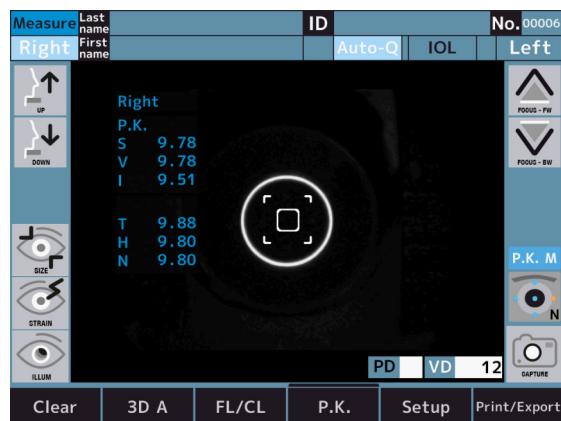 Measure Last name ID No. 00006
Right First name Auto-Q IOL Left
UP
FOCUS - FW
DOWN
FOCUS - BW
Right
P.K.
S 9.78
V 9.78
I 9.51
T 9.88
H 9.80
N 9.80
SIZE
P.K. M
N
STRAIN
ILLUM
PD VD 12
CAPTURE
Clear 3D A FL/CL P.K. Setup Print/Export